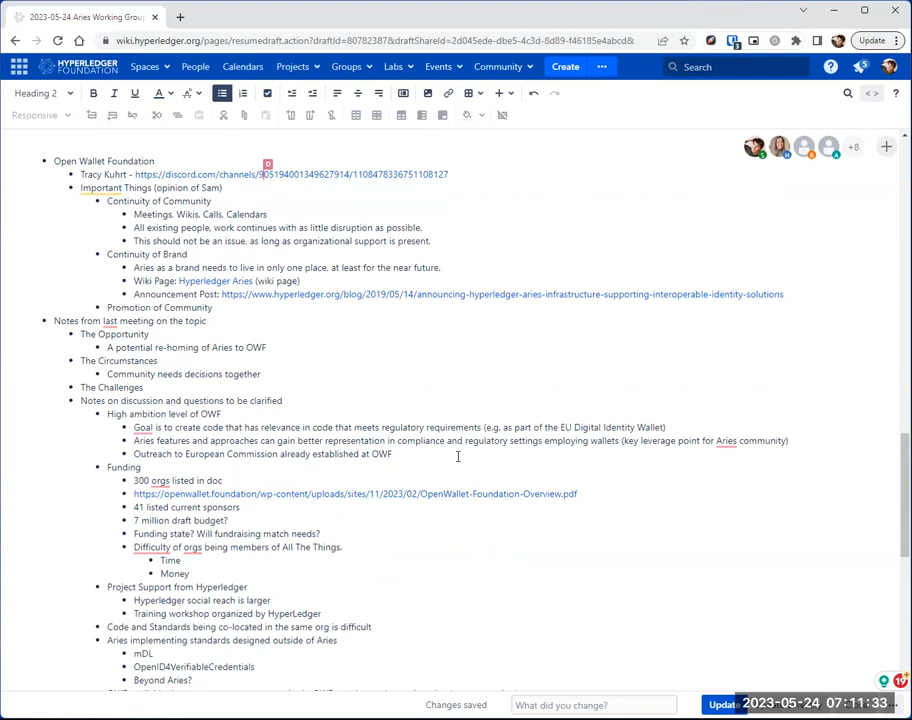 2023-05-24 Aries Working Group
wiki.hyperledger.org/pages/resumedraft.action?draftId=80782387&draftShareId=2d045ede-dbe5-4c3d-8d89-f46185e4abcd&
Update
HYPERLEDGER FOUNDATION
Spaces People Calendars Projects Groups Labs Events Community Create Search
Heading 2 B I U A
Responsive
+8
Open Wallet Foundation
D
Tracy Kuhrt - https://discord.com/channels/905194001349627914/1108478336751108127
Important Things (opinion of Sam)
Continuity of Community
Meetings, Wikis, Calls, Calendars
All existing people, work continues with as little disruption as possible.
This should not be an issue, as long as organizational support is present.
Continuity of Brand
Aries as a brand needs to live in only one place, at least for the near future.
Wiki Page: Hyperledger Aries (wiki page)
Announcement Post: https://www.hyperledger.org/blog/2019/05/14/announcing-hyperledger-aries-infrastructure-supporting-interoperable-identity-solutions
Promotion of Community
Notes from last meeting on the topic
The Opportunity
A potential re-homing of Aries to OWF
The Circumstances
Community needs decisions together
The Challenges
Notes on discussion and questions to be clarified
High ambition level of OWF
Goal is to create code that has relevance in code that meets regulatory requirements (e.g. as part of the EU Digital Identity Wallet)
Aries features and approaches can gain better representation in compliance and regulatory settings employing wallets (key leverage point for Aries community)
Outreach to European Commission already established at OWF
Funding
300 orgs listed in doc
https://openwallet.foundation/wp-content/uploads/sites/11/2023/02/OpenWallet-Foundation-Overview.pdf
41 listed current sponsors
7 million draft budget?
Funding state? Will fundraising match needs?
Difficulty of orgs being members of All The Things.
Time
Money
Project Support from Hyperledger
Hyperledger social reach is larger
Training workshop organized by HyperLedger
Code and Standards being co-located in the same org is difficult
Aries implementing standards designed outside of Aries
mDL
OpenID4VerifiableCredentials
Beyond Aries?
19
Changes saved What did you change? Update
2023-05-24 07:11:33